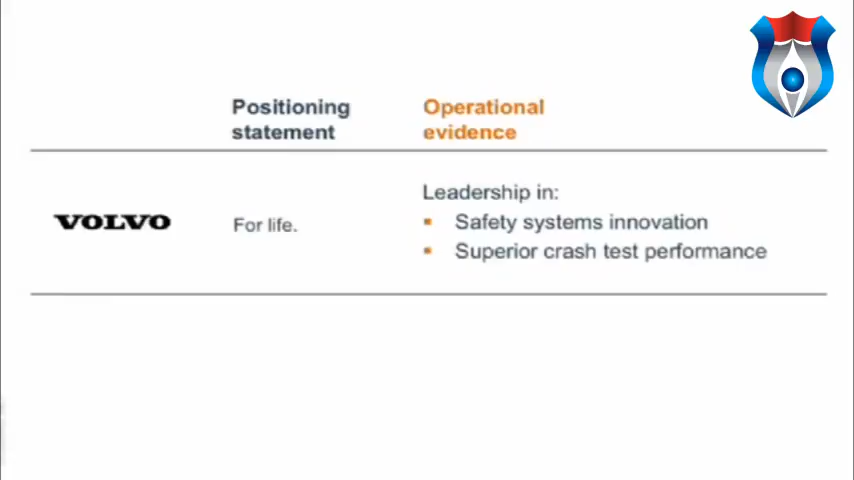 Positioning statement
Operational evidence
VOLVO
For life.
Leadership in:
▪ Safety systems innovation
▪ Superior crash test performance